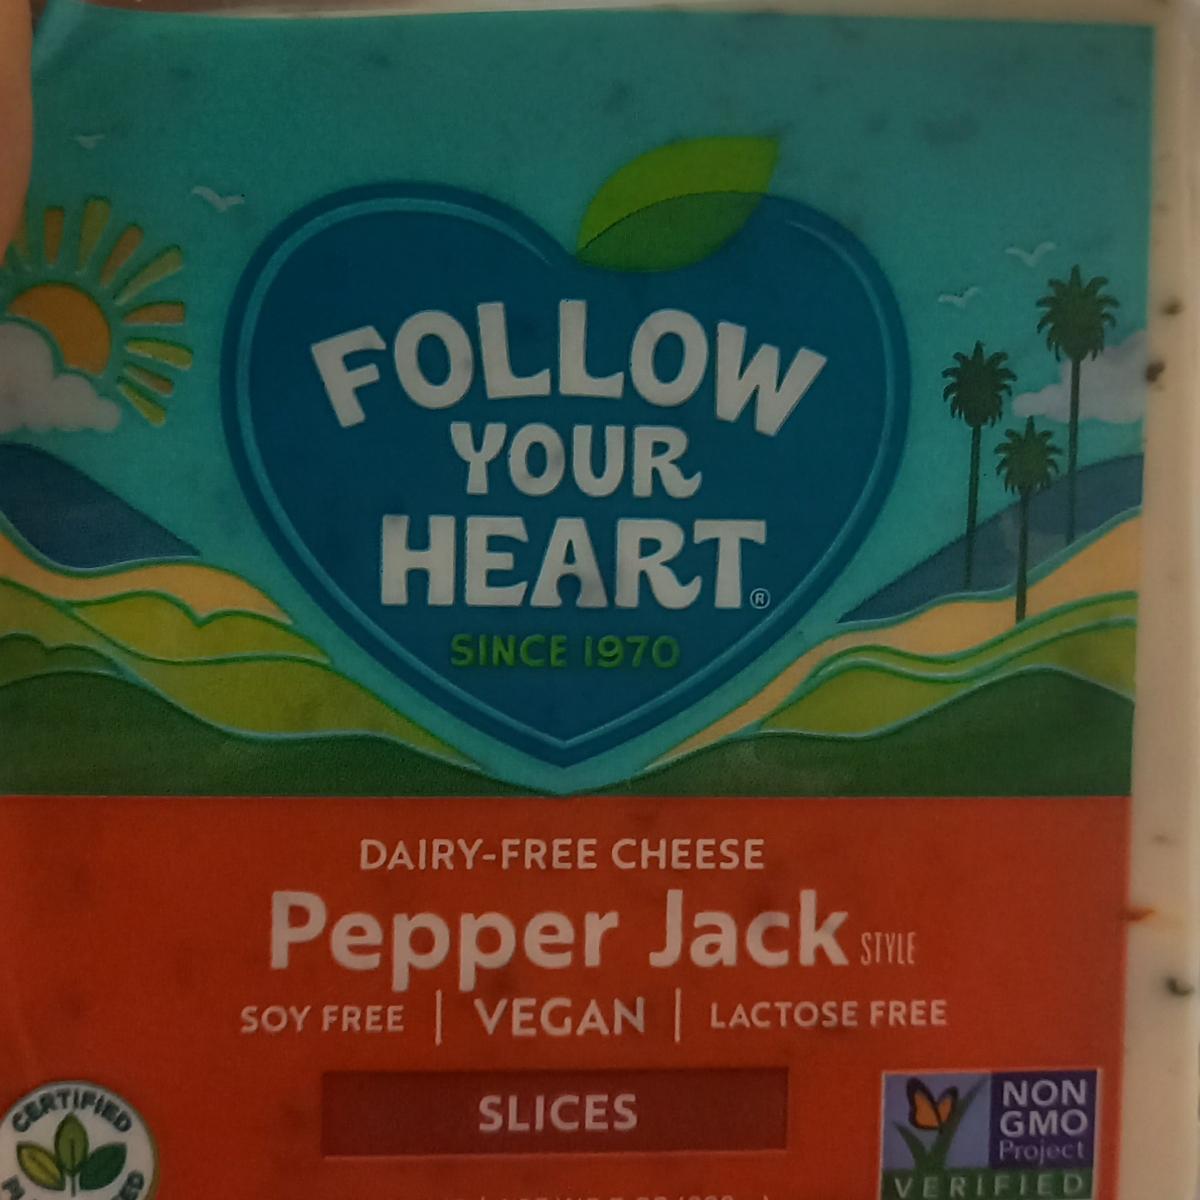 FOLLOW
YOUR
HEART®
SINCE 1970
DAIRY-FREE CHEESE
Pepper Jack STYLE
SOY FREE | VEGAN | LACTOSE FREE
SLICES
CERTIFIED
NON
GMO
Project
VERIFIED